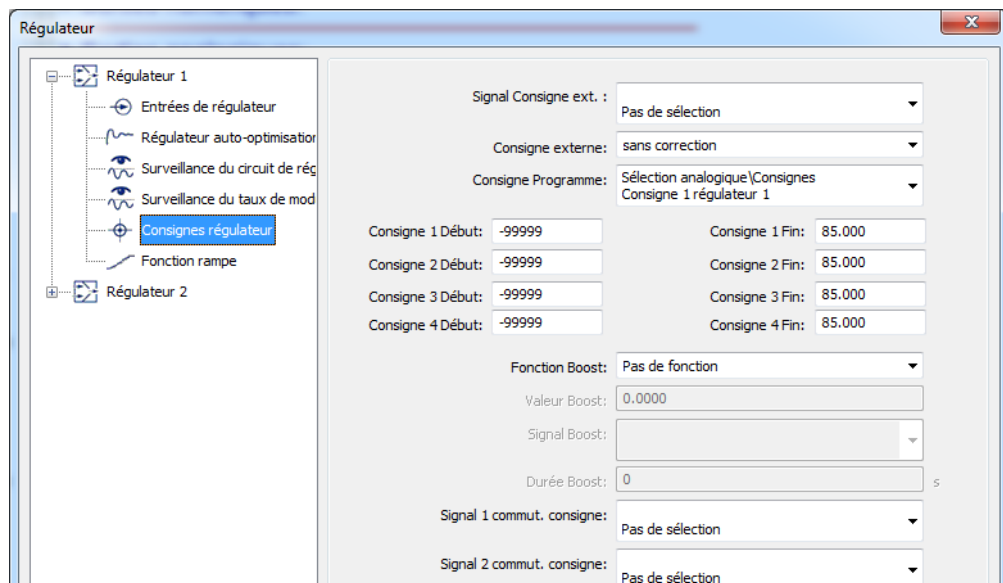 Régulateur
Régulateur 1
Entrées de régulateur
Régulateur auto-optimisation
Surveillance du circuit de rég
Surveillance du taux de mod
Consignes régulateur
Fonction rampe
Régulateur 2
Signal Consigne ext. :
Pas de sélection
Consigne externe: sans correction
Consigne Programme: Sélection analogique\Consignes
Consigne 1 régulateur 1
Consigne 1 Début: -99999 Consigne 1 Fin: 85.000
Consigne 2 Début: -99999 Consigne 2 Fin: 85.000
Consigne 3 Début: -99999 Consigne 3 Fin: 85.000
Consigne 4 Début: -99999 Consigne 4 Fin: 85.000
Fonction Boost: Pas de fonction
Valeur Boost: 0.0000
Signal Boost:
Durée Boost: 0 s
Signal 1 commut. consigne:
Pas de sélection
Signal 2 commut. consigne:
Pas de sélection